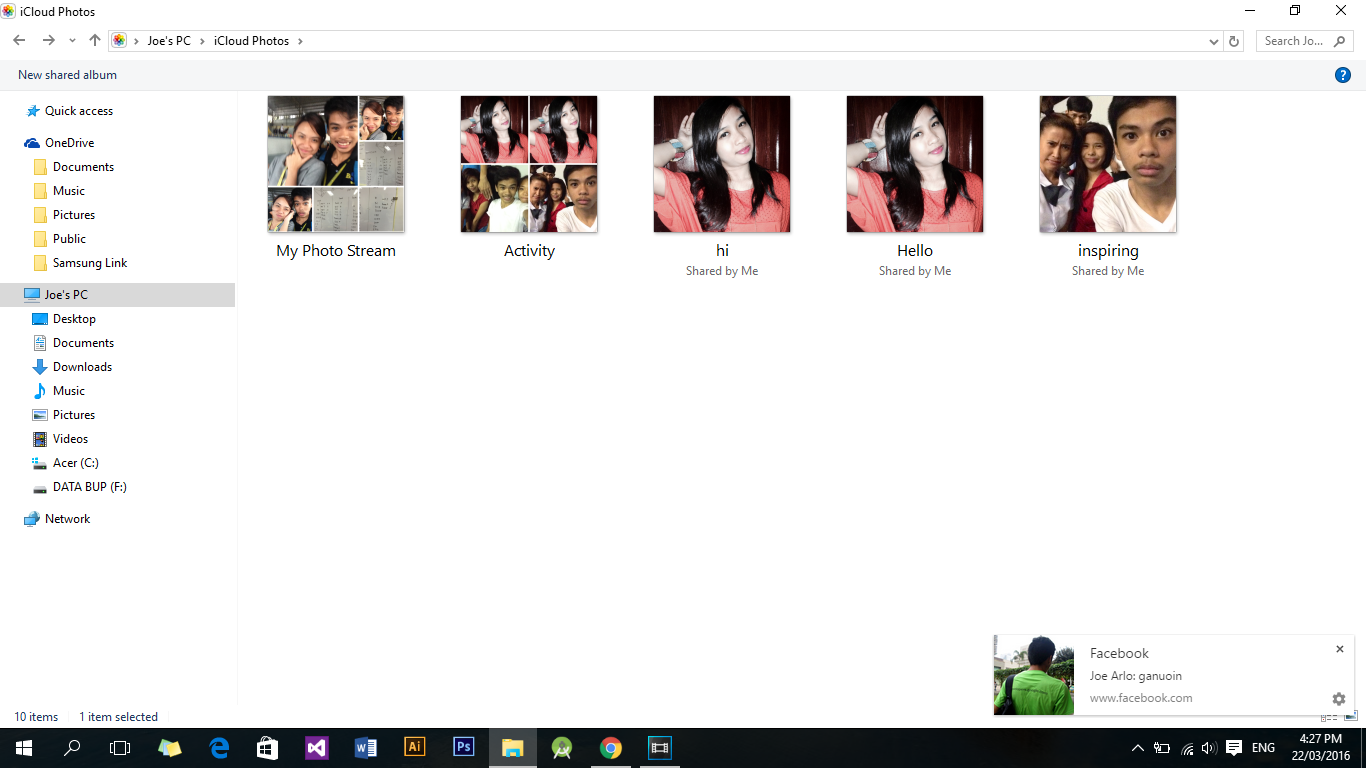 iCloud Photos
Joe's PC
iCloud Photos
Search Jo...
New shared album
?
Quick access
OneDrive
Documents
Music
Pictures
Public
Samsung Link
Joe's PC
Desktop
Documents
Downloads
Music
Pictures
Videos
Acer (C:)
DATA BUP (F:)
Network
My Photo Stream
Activity
hi
Shared by Me
Hello
Shared by Me
inspiring
Shared by Me
Facebook
Joe Arlo: ganuoin
www.facebook.com
10 items 1 item selected
W
Ai
Ps
ENG
4:27 PM
22/03/2016